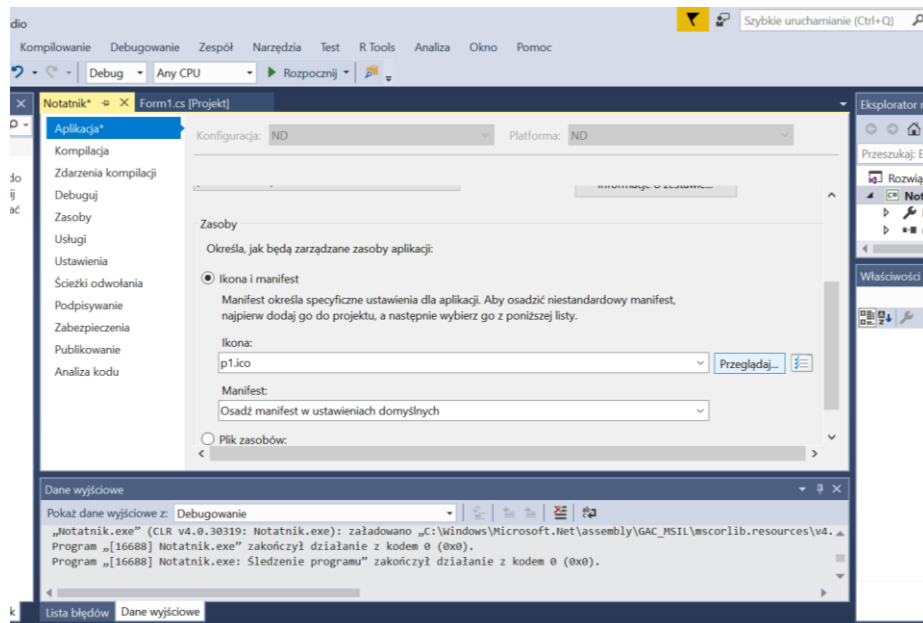 dio
Szybkie uruchamianie (Ctrl+Q)
Kompilowanie Debugowanie Zespół Narzędzia Test R Tools Analiza Okno Pomoc
Debug Any CPU Rozpocznij
Notatnik* Form1.cs [Projekt]
Eksplorator
Aplikacja*
Konfiguracja: ND Platforma: ND
Kompilacja
Przeszukaj: E
Zdarzenia kompilacji
do
Rozwią
Debuguj
Informacje o zestawie...
ij
Not
ać
Zasoby
Zasoby
Usługi
Określa, jak będą zarządzane zasoby aplikacji:
Ustawienia
Ścieżki odwołania
Ikona i manifest
Właściwości
Podpisywanie
Manifest określa specyficzne ustawienia dla aplikacji. Aby osadzić niestandardowy manifest,
najpierw dodaj go do projektu, a następnie wybierz go z poniższej listy.
Zabezpieczenia
Publikowanie
Ikona:
Analiza kodu
p1.ico Przeglądaj...
Manifest:
Osadź manifest w ustawieniach domyślnych
Plik zasobów:
Dane wyjściowe
Pokaż dane wyjściowe z: Debugowanie
„Notatnik.exe” (CLR v4.0.30319: Notatnik.exe): załadowano „C:\Windows\Microsoft.Net\assembly\GAC_MSIL\mscorlib.resources\v4.
Program „[16688] Notatnik.exe” zakończył działanie z kodem 0 (0x0).
Program „[16688] Notatnik.exe: Śledzenie programu” zakończył działanie z kodem 0 (0x0).
k Lista błędów Dane wyjściowe